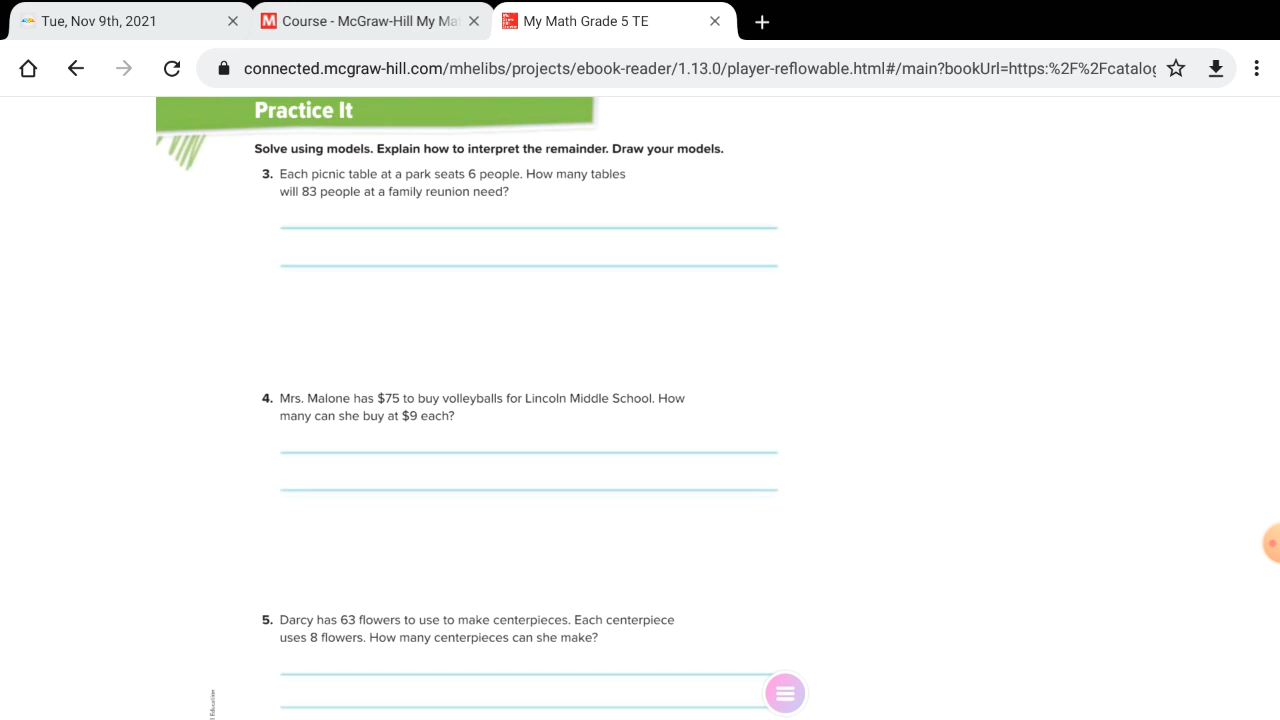 Tue, Nov 9th, 2021
Course - McGraw-Hill My Ma
My Math Grade 5 TE
connected.mcgraw-hill.com/mhelibs/projects/ebook-reader/1.13.0/player-reflowable.html#/main?bookUrl=https:%2F%2Fcatalog
Practice It
Solve using models. Explain how to interpret the remainder. Draw your models.
3. Each picnic table at a park seats 6 people. How many tables
will 83 people at a family reunion need?
4. Mrs. Malone has $75 to buy volleyballs for Lincoln Middle School. How
many can she buy at $9 each?
5. Darcy has 63 flowers to use to make centerpieces. Each centerpiece
uses 8 flowers. How many centerpieces can she make?
Education